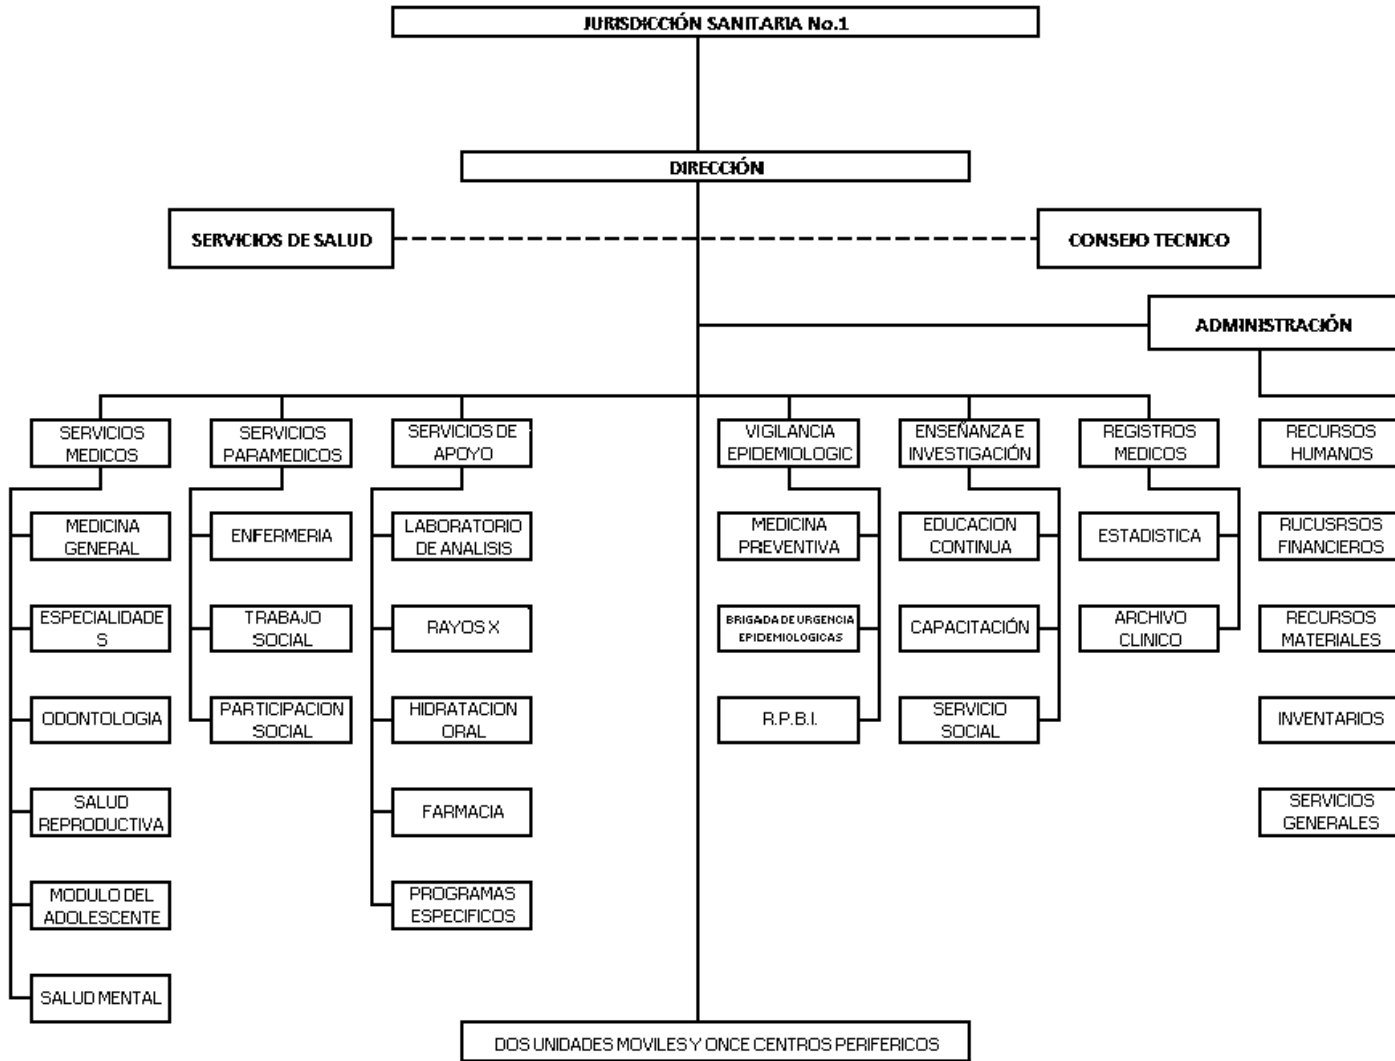 JURISDICCIÓN SANITARIA No.1
DIRECCIÓN
SERVICIOS DE SALUD
CONSEJO TECNICO
ADMINISTRACIÓN
SERVICIOS
MEDICOS
SERVICIOS
PARAMEDICOS
SERVICIOS DE
APOYO
VIGILANCIA
EPIDEMIOLOGIC
ENSEÑANZA E
INVESTIGACIÓN
REGISTROS
MEDICOS
RECURSOS
HUMANOS
MEDICINA
GENERAL
ENFERMERIA
LABORATORIO
DE ANALISIS
MEDICINA
PREVENTIVA
EDUCACION
CONTINUA
ESTADISTICA
RUCUSRSOS
FINANCIEROS
ESPECIALIDADE
S
TRABAJO
SOCIAL
RAYOS X
BRIGADA DE URGENCIA
EPIDEMIOLOGICAS
CAPACITACIÓN
ARCHIVO
CLINICO
RECURSOS
MATERIALES
ODONTOLOGIA
PARTICIPACION
SOCIAL
HIDRATACION
ORAL
R.P.B.I.
SERVICIO
SOCIAL
INVENTARIOS
SALUD
REPRODUCTIVA
FARMACIA
SERVICIOS
GENERALES
MODULO DEL
ADOLESCENTE
PROGRAMAS
ESPECIFICOS
SALUD MENTAL
DOS UNIDADES MOVILES Y ONCE CENTROS PERIFERICOS